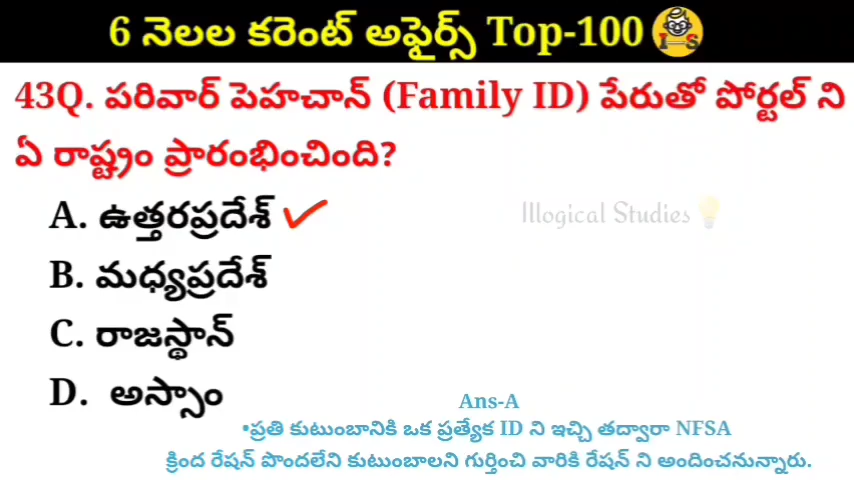 6 నెలల కరెంట్ అఫైర్స్ Top-100
I-S
43Q. పరివార్ పెహచాన్ (Family ID) పేరుతో పోర్టల్ ని
ఏ రాష్ట్రం ప్రారంభించింది?
A. ఉత్తరప్రదేశ్
Illogical Studies
B. మధ్యప్రదేశ్
C. రాజస్థాన్
D. అస్సాం
Ans-A
•ప్రతి కుటుంబానికి ఒక ప్రత్యేక ID ని ఇచ్చి తద్వారా NFSA
క్రింద రేషన్ పొందలేని కుటుంబాలని గుర్తించి వారికి రేషన్ ని అందించనున్నారు.